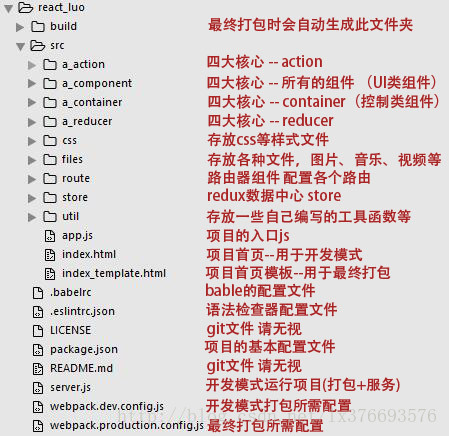 react_luo
build 最终打包时会自动生成此文件夹
src
a_action 四大核心 -- action
a_component 四大核心 -- 所有的组件 （UI类组件）
a_container 四大核心 -- container（控制类组件）
a_reducer 四大核心 -- reducer
css 存放css等样式文件
files 存放各种文件，图片、音乐、视频等
route 路由器组件 配置各个路由
store redux数据中心 store
util 存放一些自己编写的工具函数等
app.js 项目的入口js
index.html 项目首页--用于开发模式
index_template.html 项目首页模板--用于最终打包
.babelrc bable的配置文件
.eslintrc.json 语法检查器配置文件
LICENSE git文件 请无视
package.json 项目的基本配置文件
README.md git文件 请无视
server.js 开发模式运行项目(打包+服务)
webpack.dev.config.js 开发模式打包所需配置
webpack.production.config.js 最终打包所需配置